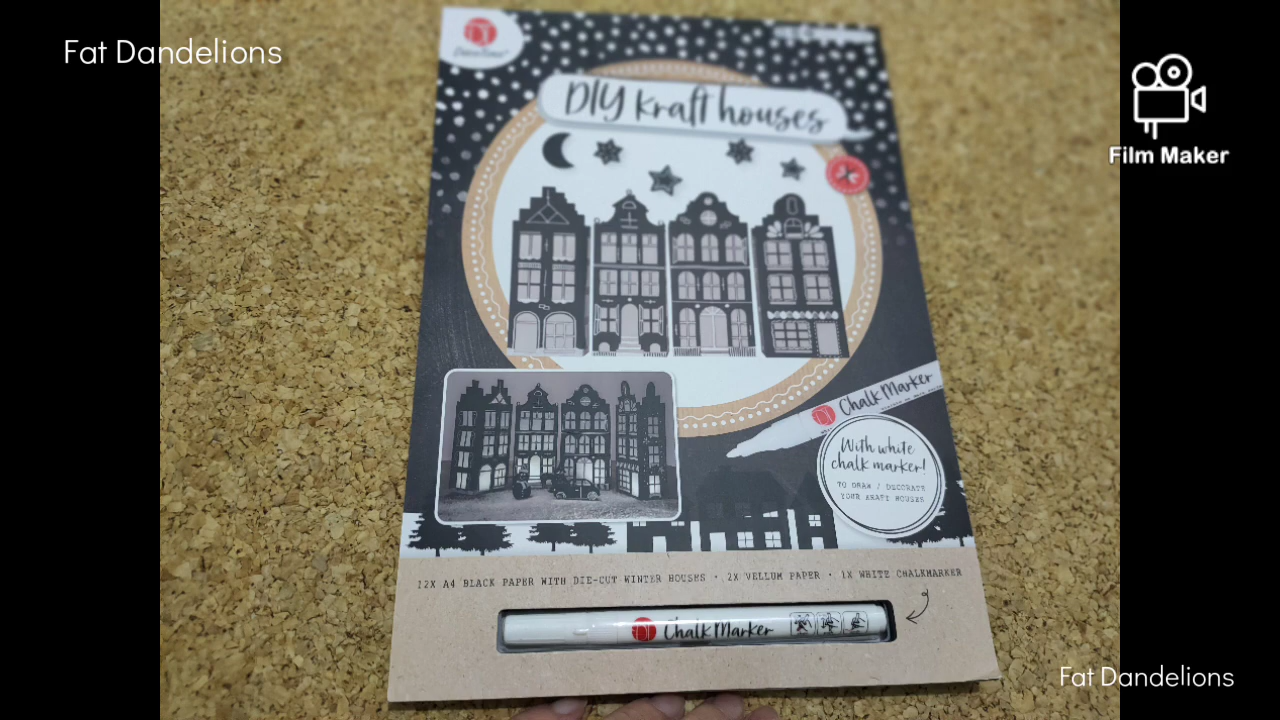 Fat Dandelions
DIY kraft houses
Film Maker
Chalk Marker
With white
chalk marker!
TO DRAW / DECORATE
YOUR KRAFT HOUSES
12X A4 BLACK PAPER WITH DIE-CUT WINTER HOUSES • 2X VELLUM PAPER • 1X WHITE CHALKMARKER
Chalk Marker
Fat Dandelions